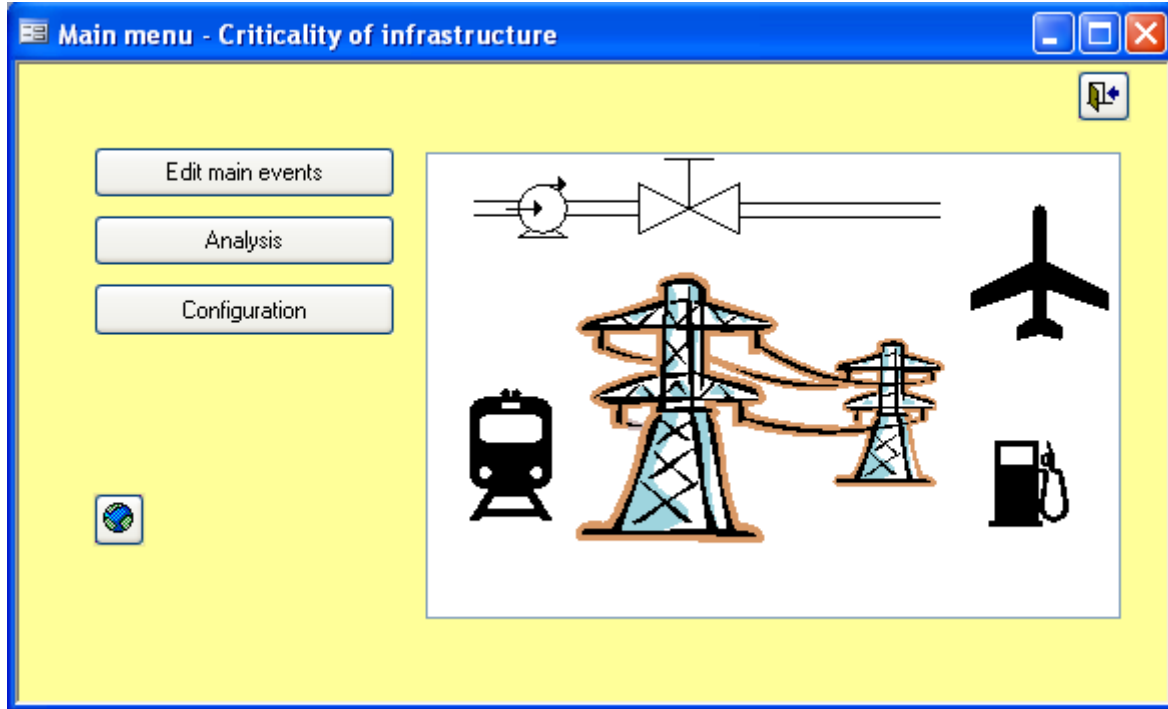 Main menu - Criticality of infrastructure
Edit main events
Analysis
Configuration